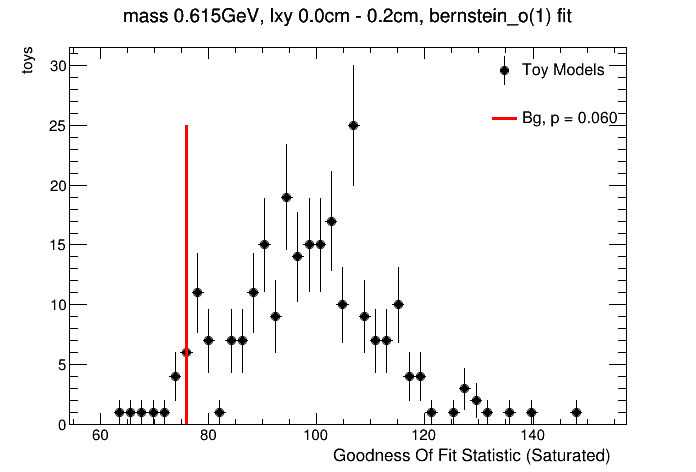 mass 0.615GeV, lxy 0.0cm - 0.2cm, bernstein_o(1) fit
toys
30
25
20
15
10
5
0
Toy Models
Bg, p = 0.060
60 80 100 120 140
Goodness Of Fit Statistic (Saturated)